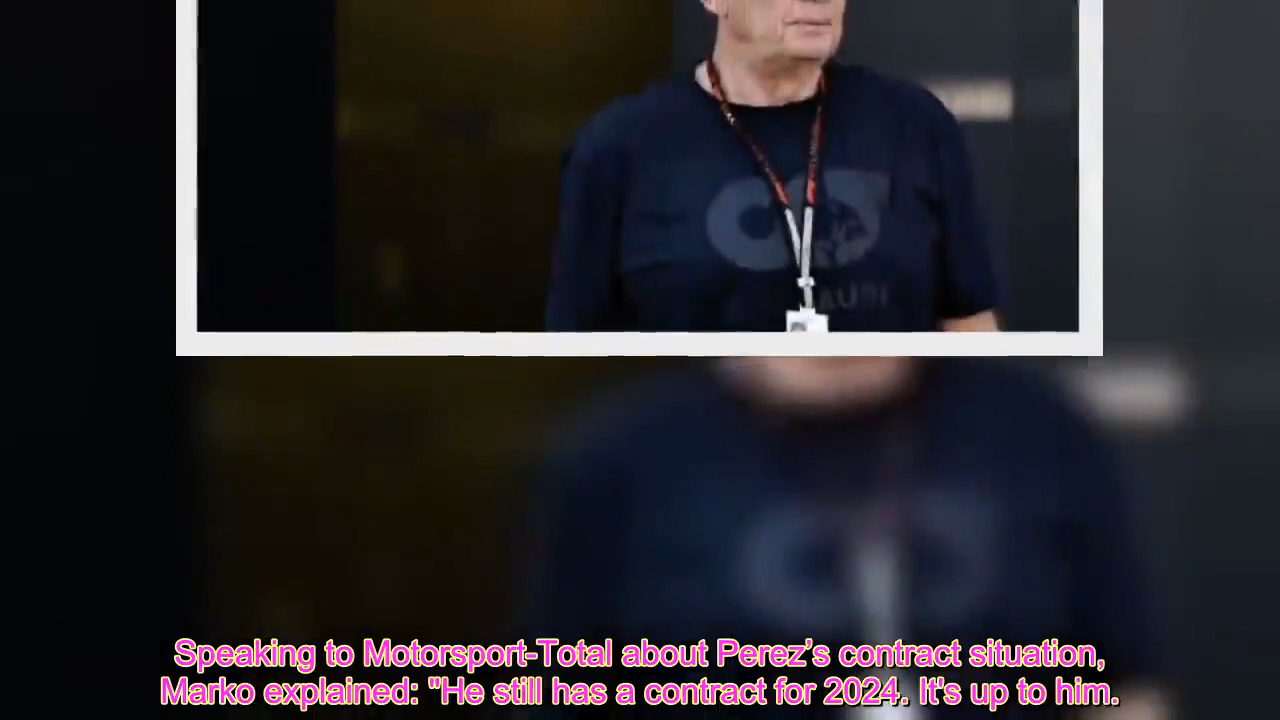 Speaking to Motorsport-Total about Perez's contract situation,
Marko explained: "He still has a contract for 2024. It's up to him.